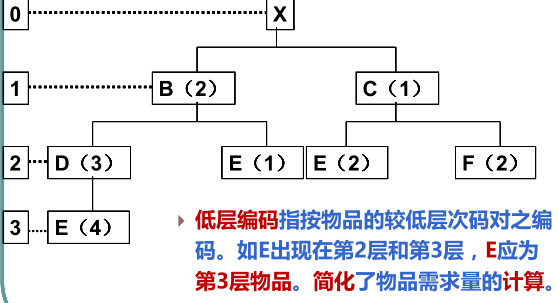 0 X
1 B（2） C（1）
2 D（3） E（1） E（2） F（2）
3 E（4）
低层编码指按物品的较低层次码对之编
码。如E出现在第2层和第3层，E应为
第3层物品。简化了物品需求量的计算。